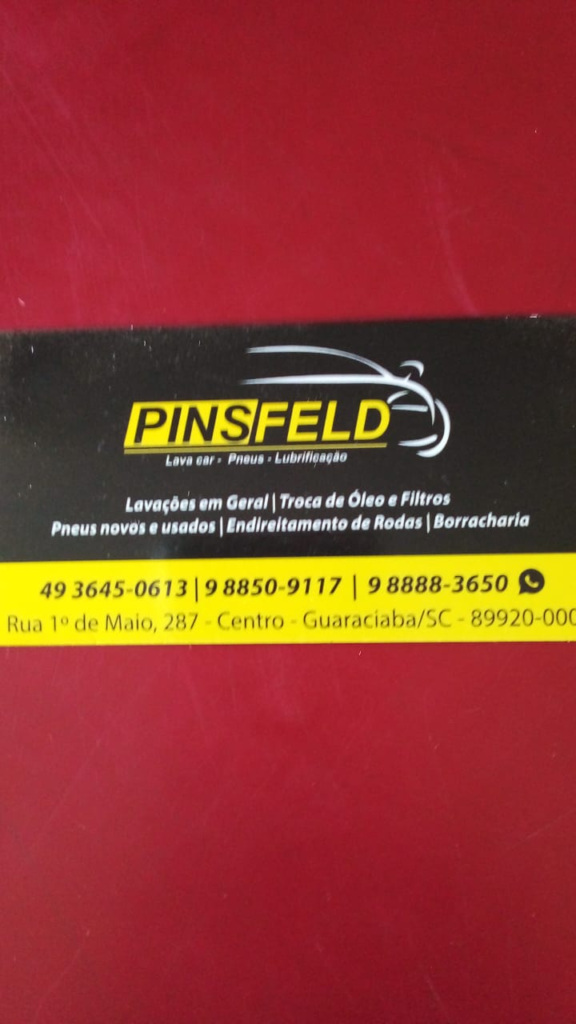 PINSFELD
Lava car - Pneus - Lubrificação
Lavações em Geral | Troca de Óleo e Filtros
Pneus novos e usados | Endireitamento de Rodas | Borracharia
49 3645-0613 | 9 8850-9117 | 9 8888-3650
Rua 1º de Maio, 287 - Centro - Guaraciaba/SC - 89920-000